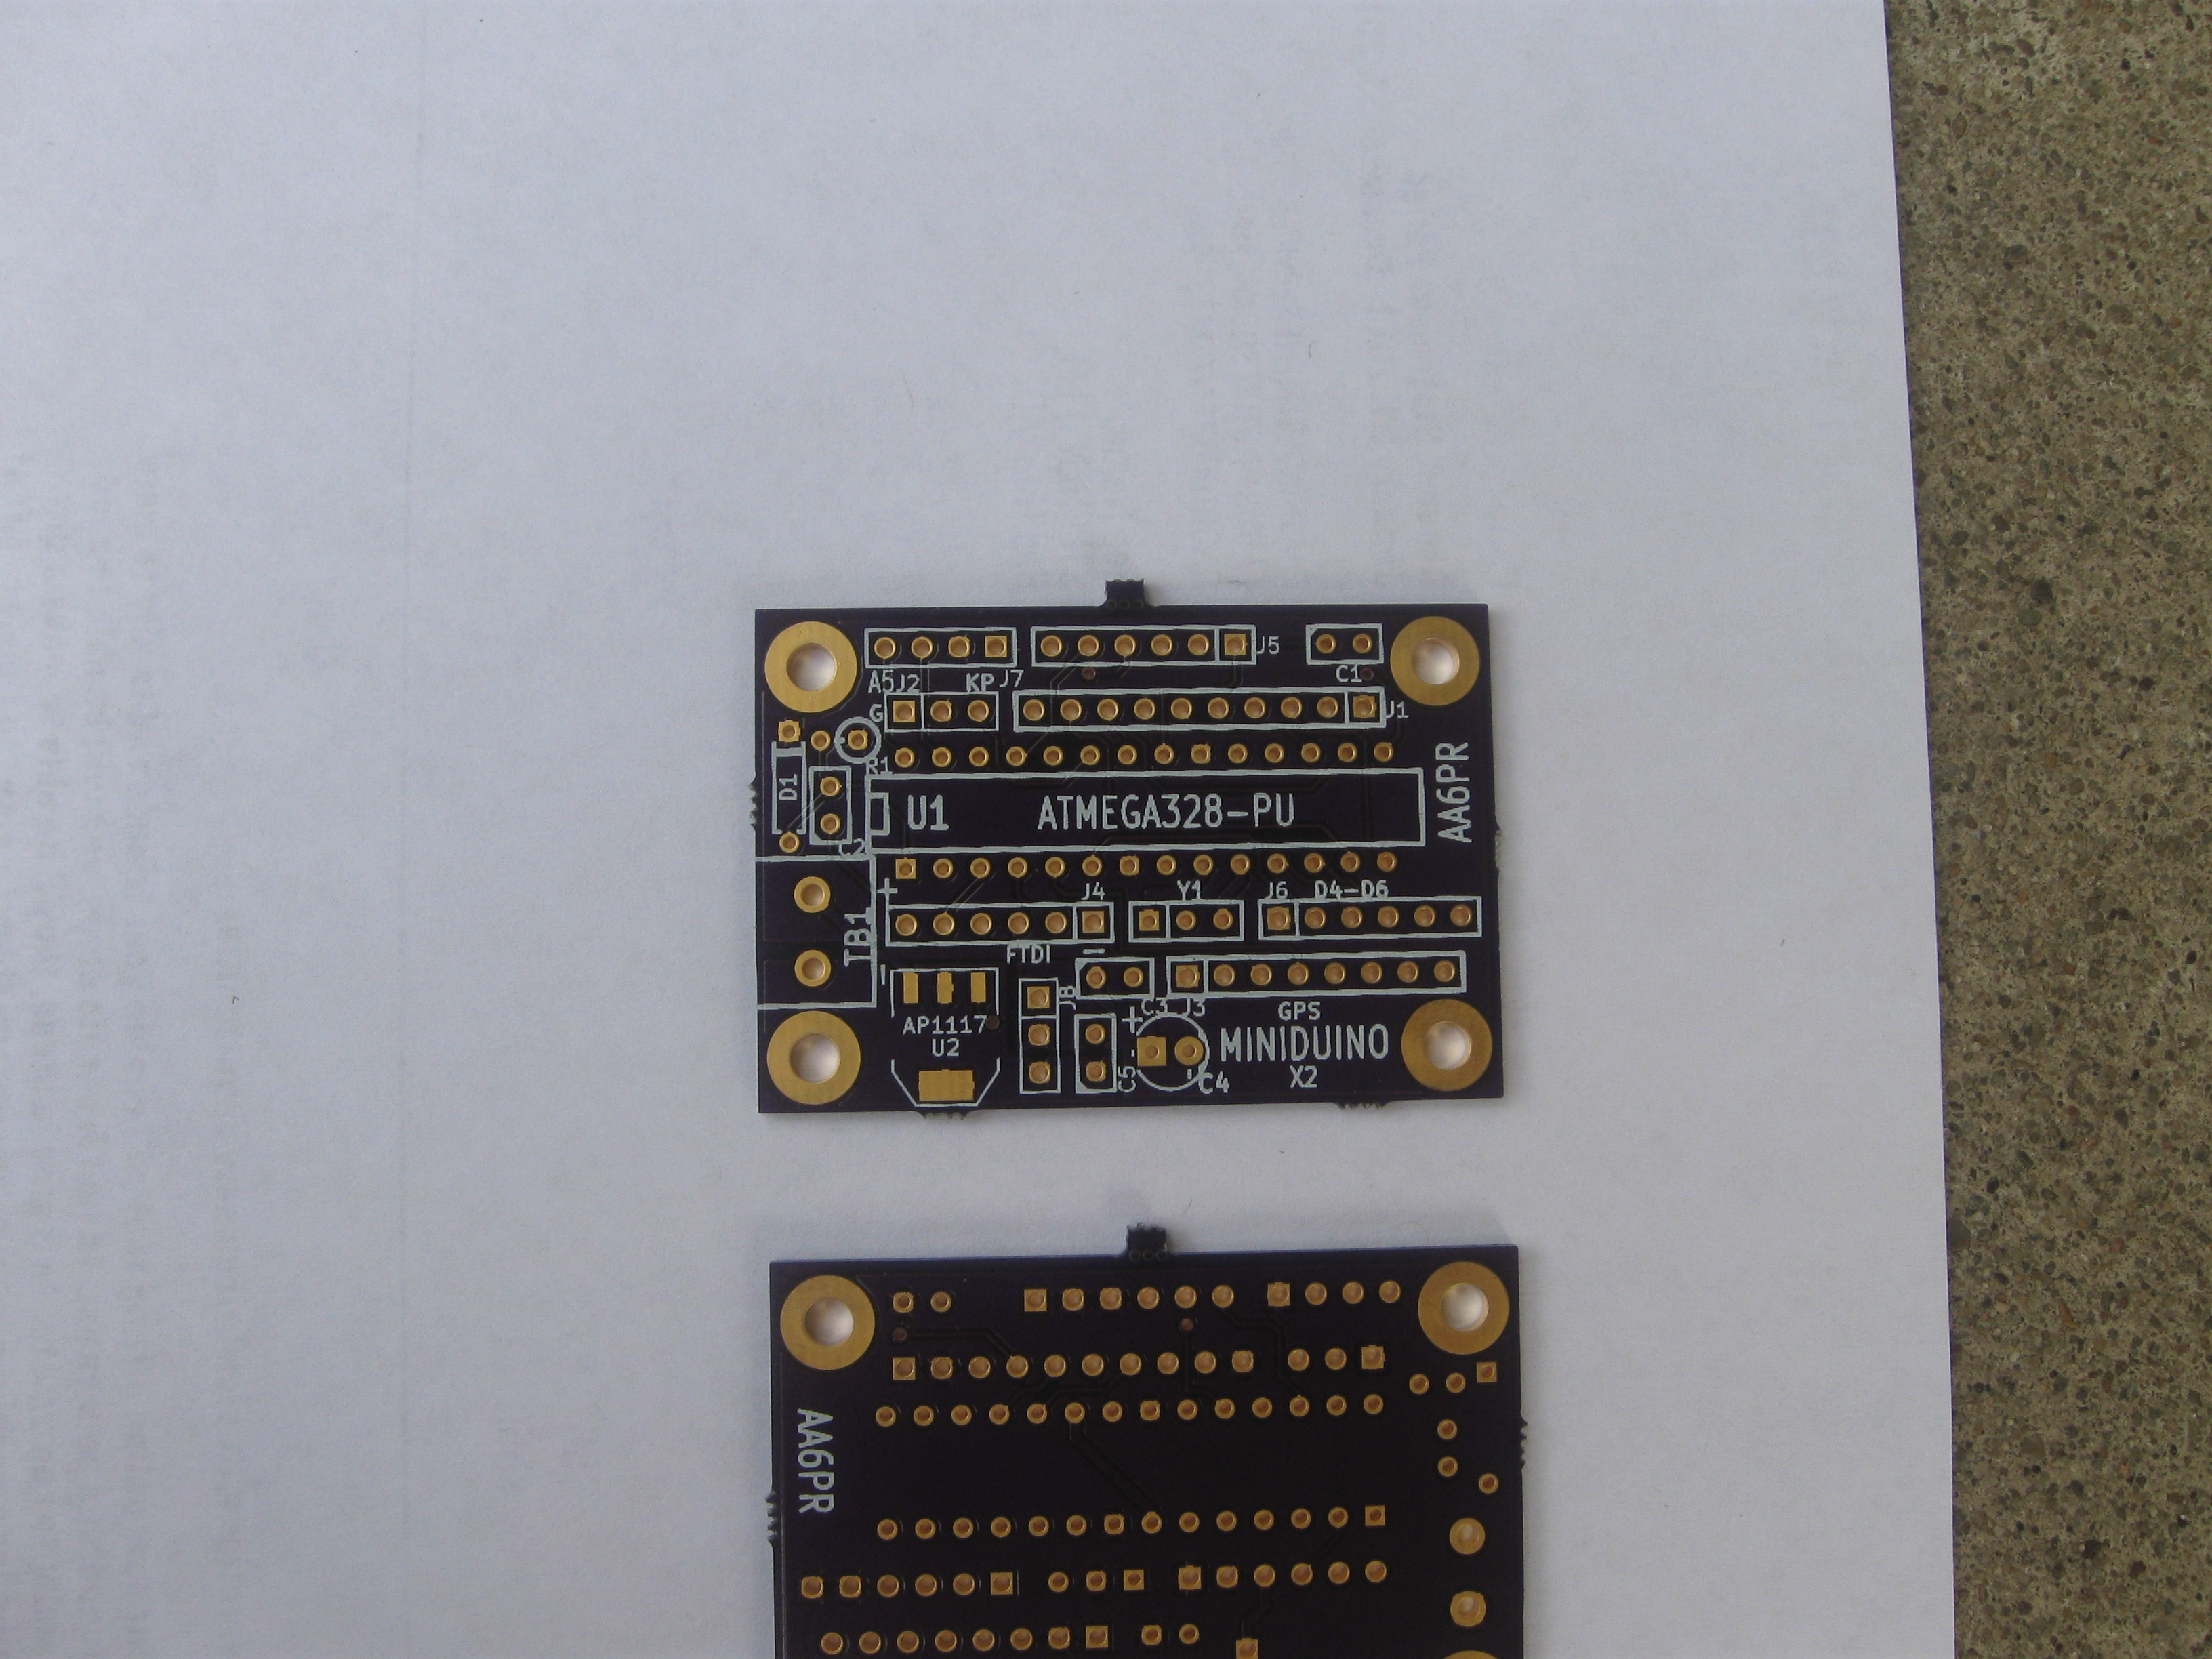 J5
C1
A5 J2
KP J7
G
J1
R1
D1
U1 ATMEGA328-PU
AA6PR
C2
+
J4
Y1
J6
D4-D6
TB1
FTDI
-
J8
C3 J3
GPS
AP1117
U2
+
MINIDUINO
X2
C5
C4
AA6PR